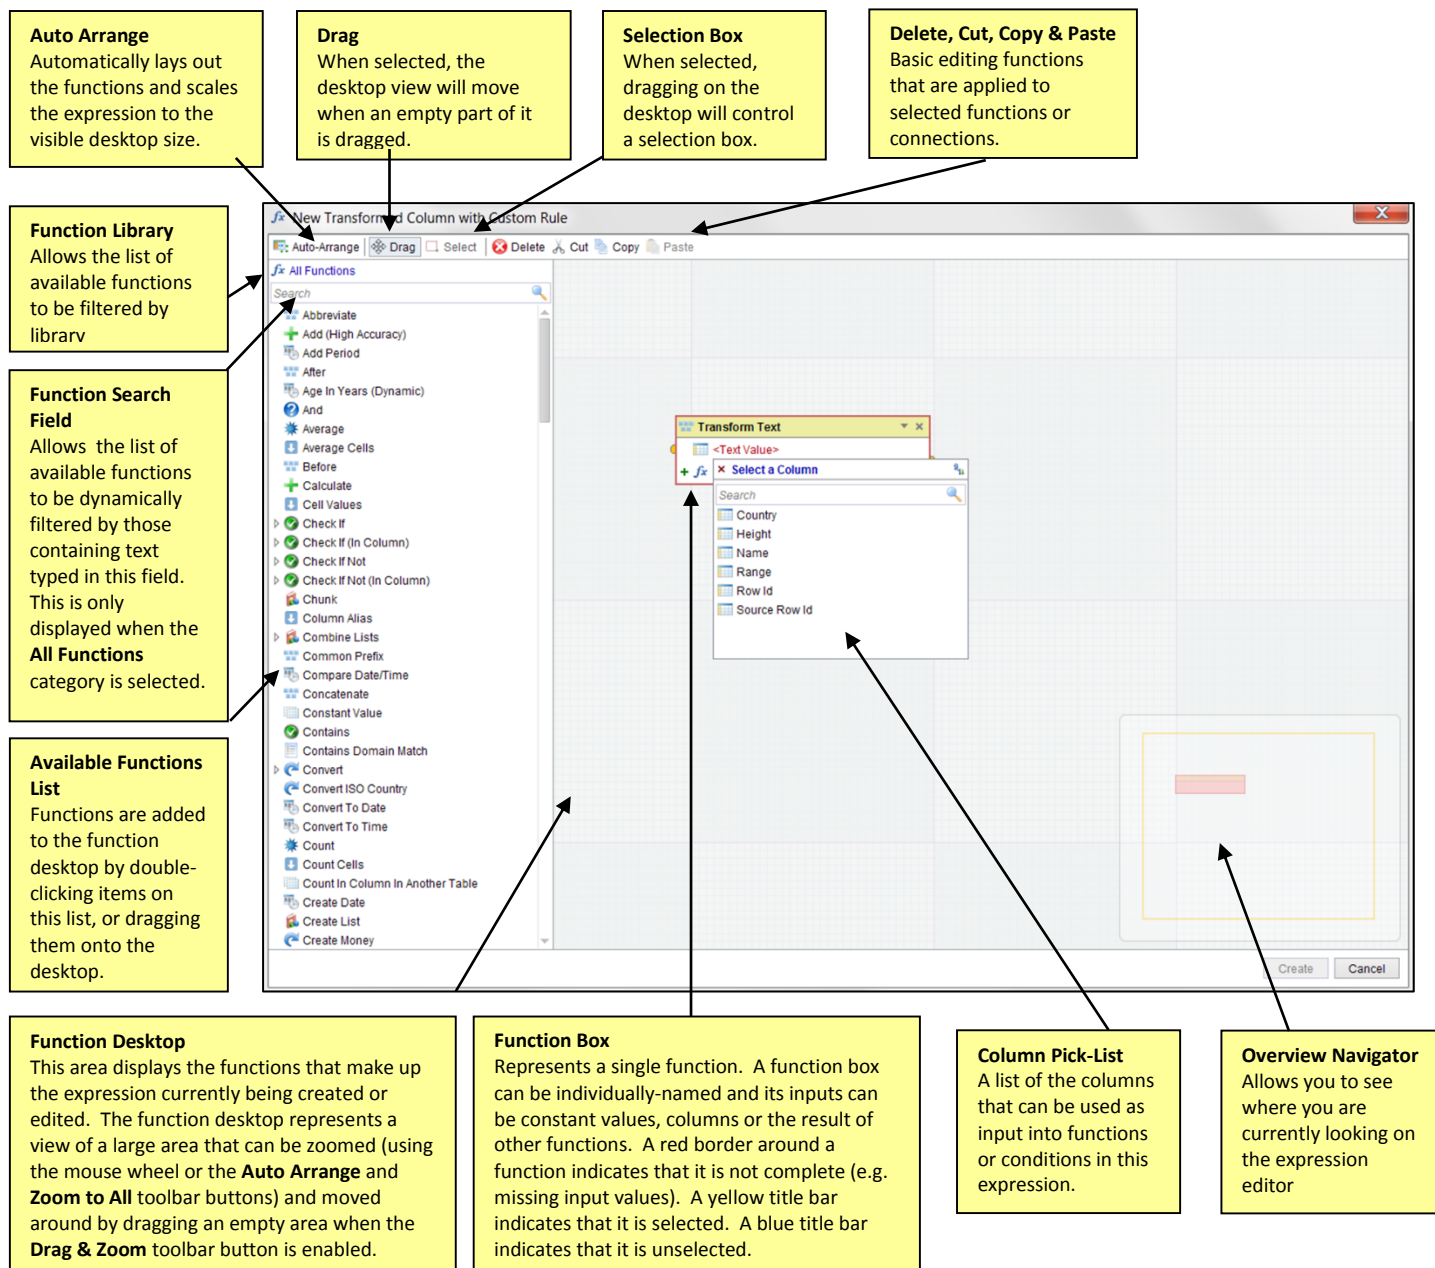 Auto Arrange
Automatically lays out
the functions and scales
the expression to the
visible desktop size.
Drag
When selected, the
desktop view will move
when an empty part of it
is dragged.
Selection Box
When selected,
dragging on the
desktop will control
a selection box.
Delete, Cut, Copy & Paste
Basic editing functions
that are applied to
selected functions or
connections.
Function Library
Allows the list of
available functions
to be filtered by
library
Function Search
Field
Allows the list of
available functions
to be dynamically
filtered by those
containing text
typed in this field.
This is only
displayed when the
All Functions
category is selected.
Available Functions
List
Functions are added
to the function
desktop by double-
clicking items on
this list, or dragging
them onto the
desktop.
fx New Transformed Column with Custom Rule
X
Auto-Arrange Drag Select Delete Cut Copy Paste
fx All Functions
Search
Abbreviate
Add (High Accuracy)
Add Period
After
Age In Years (Dynamic)
And
Average
Average Cells
Before
Calculate
Cell Values
Check If
Check If (In Column)
Check If Not
Check If Not (In Column)
Chunk
Column Alias
Combine Lists
Common Prefix
Compare Date/Time
Concatenate
Constant Value
Contains
Contains Domain Match
Convert
Convert ISO Country
Convert To Date
Convert To Time
Count
Count Cells
Count In Column In Another Table
Create Date
Create List
Create Money
Transform Text
<Text Value>
fx
Select a Column
Search
Country
Height
Name
Range
Row Id
Source Row Id
Create Cancel
Function Desktop
This area displays the functions that make up
the expression currently being created or
edited. The function desktop represents a
view of a large area that can be zoomed (using
the mouse wheel or the Auto Arrange and
Zoom to All toolbar buttons) and moved
around by dragging an empty area when the
Drag & Zoom toolbar button is enabled.
Function Box
Represents a single function. A function box
can be individually-named and its inputs can
be constant values, columns or the result of
other functions. A red border around a
function indicates that it is not complete (e.g.
missing input values). A yellow title bar
indicates that it is selected. A blue title bar
indicates that it is unselected.
Column Pick-List
A list of the columns
that can be used as
input into functions
or conditions in this
expression.
Overview Navigator
Allows you to see
where you are
currently looking on
the expression
editor